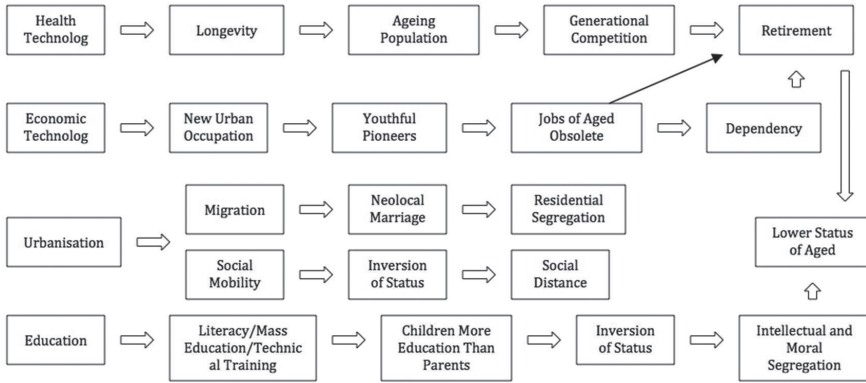 Health
Technolog
Longevity
Ageing
Population
Generational
Competition
Retirement
Economic
Technolog
New Urban
Occupation
Youthful
Pioneers
Jobs of Aged
Obsolete
Dependency
Urbanisation
Migration
Neolocal
Marriage
Residential
Segregation
Social
Mobility
Inversion
of Status
Social
Distance
Lower Status
of Aged
Education
Literacy/Mass
Education/Technic
al Training
Children More
Education Than
Parents
Inversion
of Status
Intellectual and
Moral
Segregation